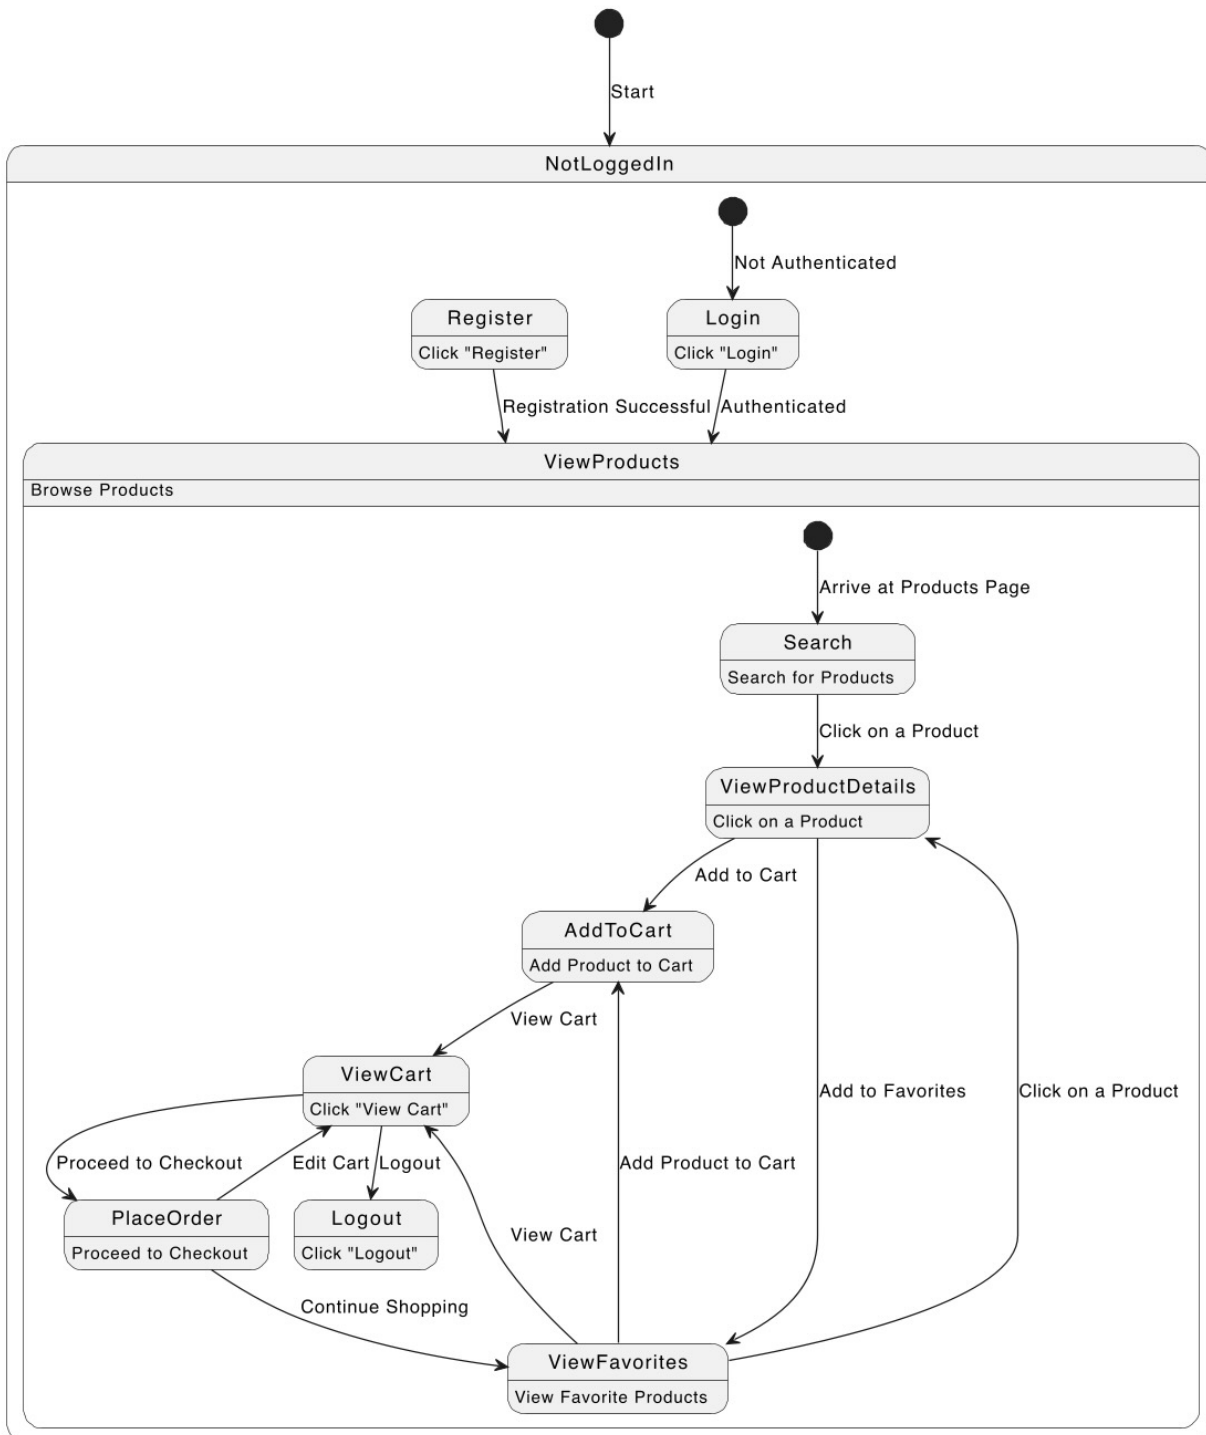 Start
NotLoggedIn
Not Authenticated
Register
Click "Register"
Login
Click "Login"
Registration Successful
Authenticated
ViewProducts
Browse Products
Arrive at Products Page
Search
Search for Products
Click on a Product
ViewProductDetails
Click on a Product
Add to Cart
AddToCart
Add Product to Cart
View Cart
ViewCart
Click "View Cart"
Add to Favorites
Click on a Product
Proceed to Checkout
Edit Cart
Logout
Add Product to Cart
PlaceOrder
Proceed to Checkout
Logout
Click "Logout"
View Cart
Continue Shopping
ViewFavorites
View Favorite Products